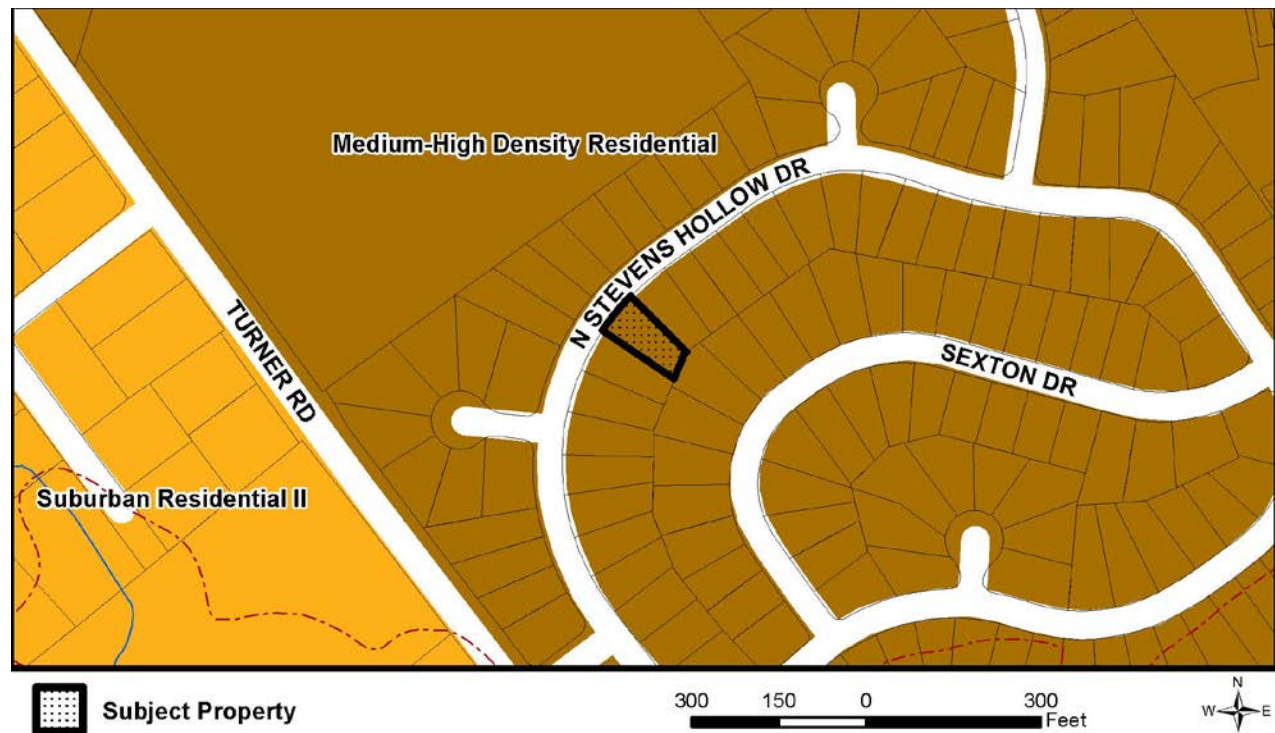 Medium-High Density Residential
N STEVENS HOLLOW DR
TURNER RD
SEXTON DR
Suburban Residential II
Subject Property
300 150 0 300
Feet
N
W E
S